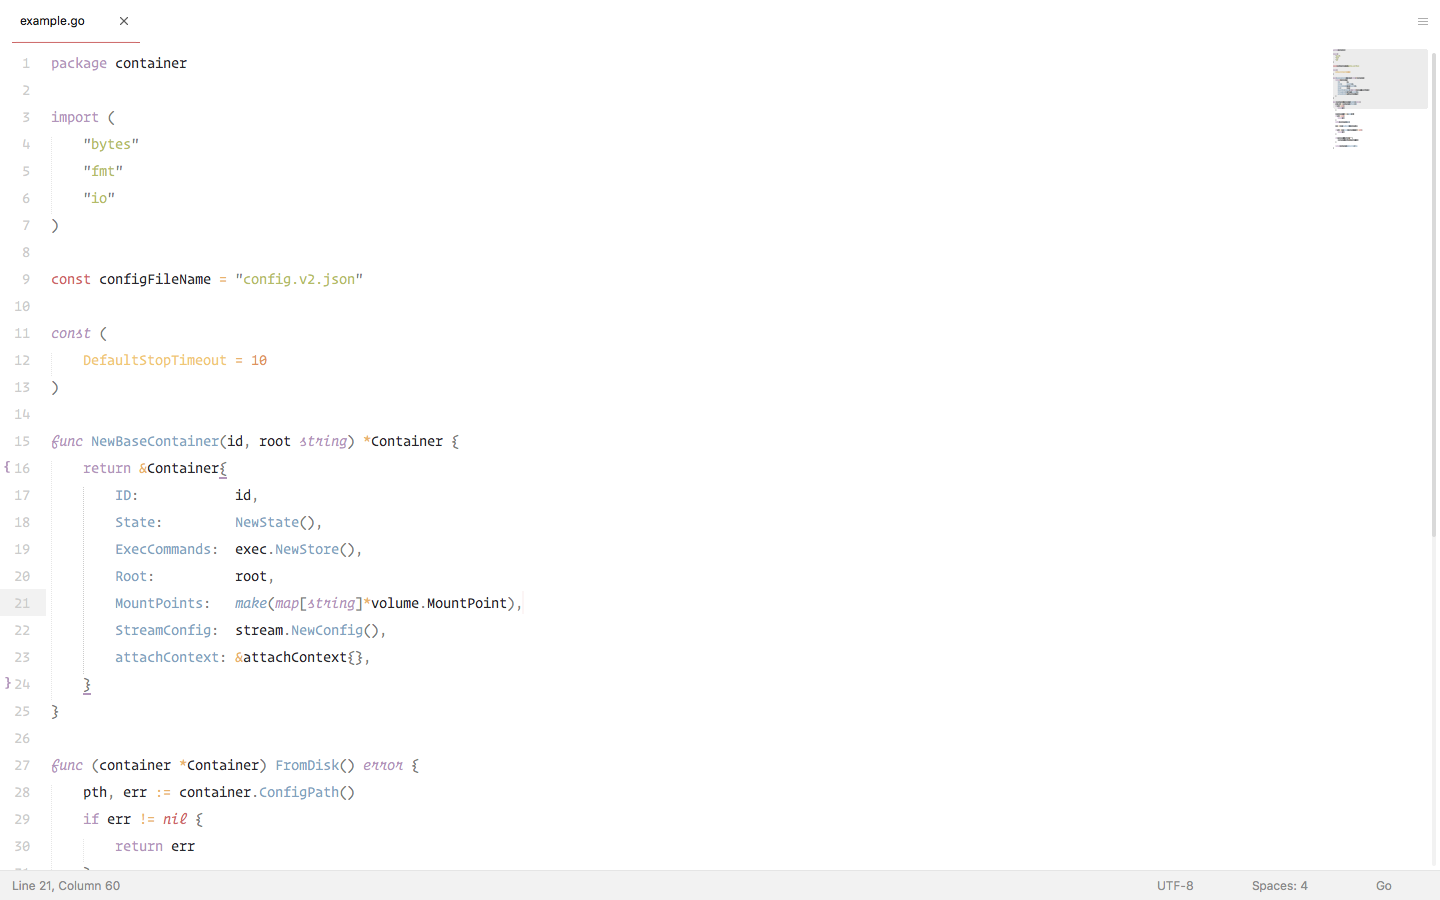 example.go
1 package container
2
3 import (
4     "bytes"
5     "fmt"
6     "io"
7 )
8
9 const configFileName = "config.v2.json"
10
11 const (
12     DefaultStopTimeout = 10
13 )
14
15 func NewBaseContainer(id, root string) *Container {
{ 16     return &Container{
17         ID:            id,
18         State:         NewState(),
19         ExecCommands:  exec.NewStore(),
20         Root:          root,
21         MountPoints:   make(map[string]*volume.MountPoint),
22         StreamConfig:  stream.NewConfig(),
23         attachContext: &attachContext{},
} 24     }
25 }
26
27 func (container *Container) FromDisk() error {
28     pth, err := container.ConfigPath()
29     if err != nil {
30         return err
Line 21, Column 60
UTF-8
Spaces: 4
Go